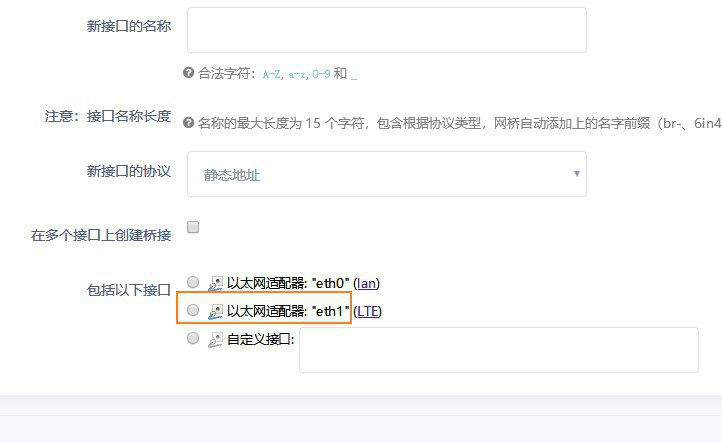 新接口的名称
合法字符：A-Z, a-z, 0-9 和 _
注意：接口名称长度
名称的最大长度为 15 个字符，包含根据协议类型，网桥自动添加上的名字前缀（br-、6in4
新接口的协议
静态地址
在多个接口上创建桥接
包括以下接口
以太网适配器: "eth0" (lan)
以太网适配器: "eth1" (LTE)
自定义接口: